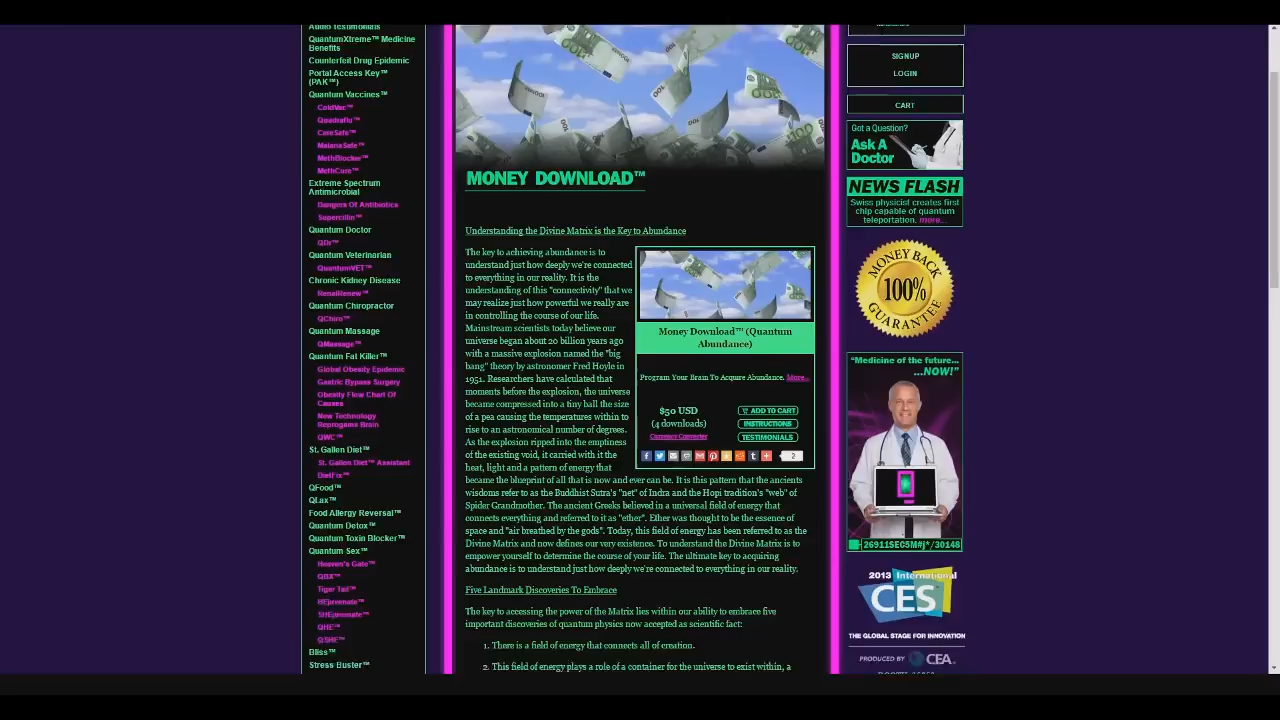 Audio Testimonials
QuantumXtreme™ Medicine
Benefits
Counterfeit Drug Epidemic
Portal Access Key™
(PAK™)
Quantum Vaccines™
ColdVac™
Quadraflu™
CareSafe™
MelanaSafe™
MethBlocker™
MethCure™
Extreme Spectrum
Antimicrobial
Dangers Of Antibiotics
Supercillin™
Quantum Doctor
QDr™
Quantum Veterinarian
QuantumVET™
Chronic Kidney Disease
RenalRenew™
Quantum Chiropractor
QChiro™
Quantum Massage
QMassage™
Quantum Fat Killer™
Global Obesity Epidemic
Gastric Bypass Surgery
Obesity Flow Chart Of
Causes
New Technology
Reprograms Brain
QWC™
St. Gallen Diet™
St. Gallen Diet™ Assistant
DietFix™
QFood™
QLax™
Food Allergy Reversal™
Quantum Detox™
Quantum Toxin Blocker™
Quantum Sex™
Heaven's Gate™
Tiger Tail™
REjuvenate™
SHEjuvenate™
QHE™
QSHE™
Bliss™
Stress Buster™
MONEY DOWNLOAD™
Understanding the Divine Matrix is the Key to Abundance
The key to achieving abundance is to
understand just how deeply we're connected
to everything in our reality. It is the
understanding of this "connectivity" that we
may realize just how powerful we really are
in controlling the course of our life.
Mainstream scientists today believe our
universe began about 20 billion years ago
with a massive explosion named the "big
bang" theory by astronomer Fred Hoyle in
1951. Researchers have calculated that
moments before the explosion, the universe
became compressed into a tiny ball the size
of a pea causing the temperatures within to
rise to an astronomical number of degrees.
As the explosion ripped into the emptiness
of the existing void, it carried with it the
heat, light and a pattern of energy that
became the blueprint of all that is now and ever can be. It is this pattern that the ancients
wisdoms refer to as the Buddhist Sutra's "net" of Indra and the Hopi tradition's "web" of
Spider Grandmother. The ancient Greeks believed in a universal field of energy that
connects everything and referred to it as "ether". Ether was thought to be the essence of
space and "air breathed by the gods". Today, this field of energy has been referred to as the
Divine Matrix and now defines our very existence. To understand the Divine Matrix is to
empower yourself to determine the course of your life. The ultimate key to acquiring
abundance is to understand just how deeply we're connected to everything in our reality.
Money Download™ (Quantum
Abundance)
Program Your Brain To Acquire Abundance. More...
$50 USD
(4 downloads)
Currency Converter
ADD TO CART
INSTRUCTIONS
TESTIMONIALS
2
Five Landmark Discoveries To Embrace
The key to accessing the power of the Matrix lies within our ability to embrace five
important discoveries of quantum physics now accepted as scientific fact:
1. There is a field of energy that connects all of creation.
2. This field of energy plays a role of a container for the universe to exist within, a
SIGNUP
LOGIN
CART
Got a Question?
Ask A
Doctor
NEWS FLASH
Swiss physicist creates first
chip capable of quantum
teleportation. more...
MONEY BACK
100%
GUARANTEE
"Medicine of the future...
...NOW!"
26911SEC5M#j*/30148
2013 International
CES
THE GLOBAL STAGE FOR INNOVATION
PRODUCED BY CEA